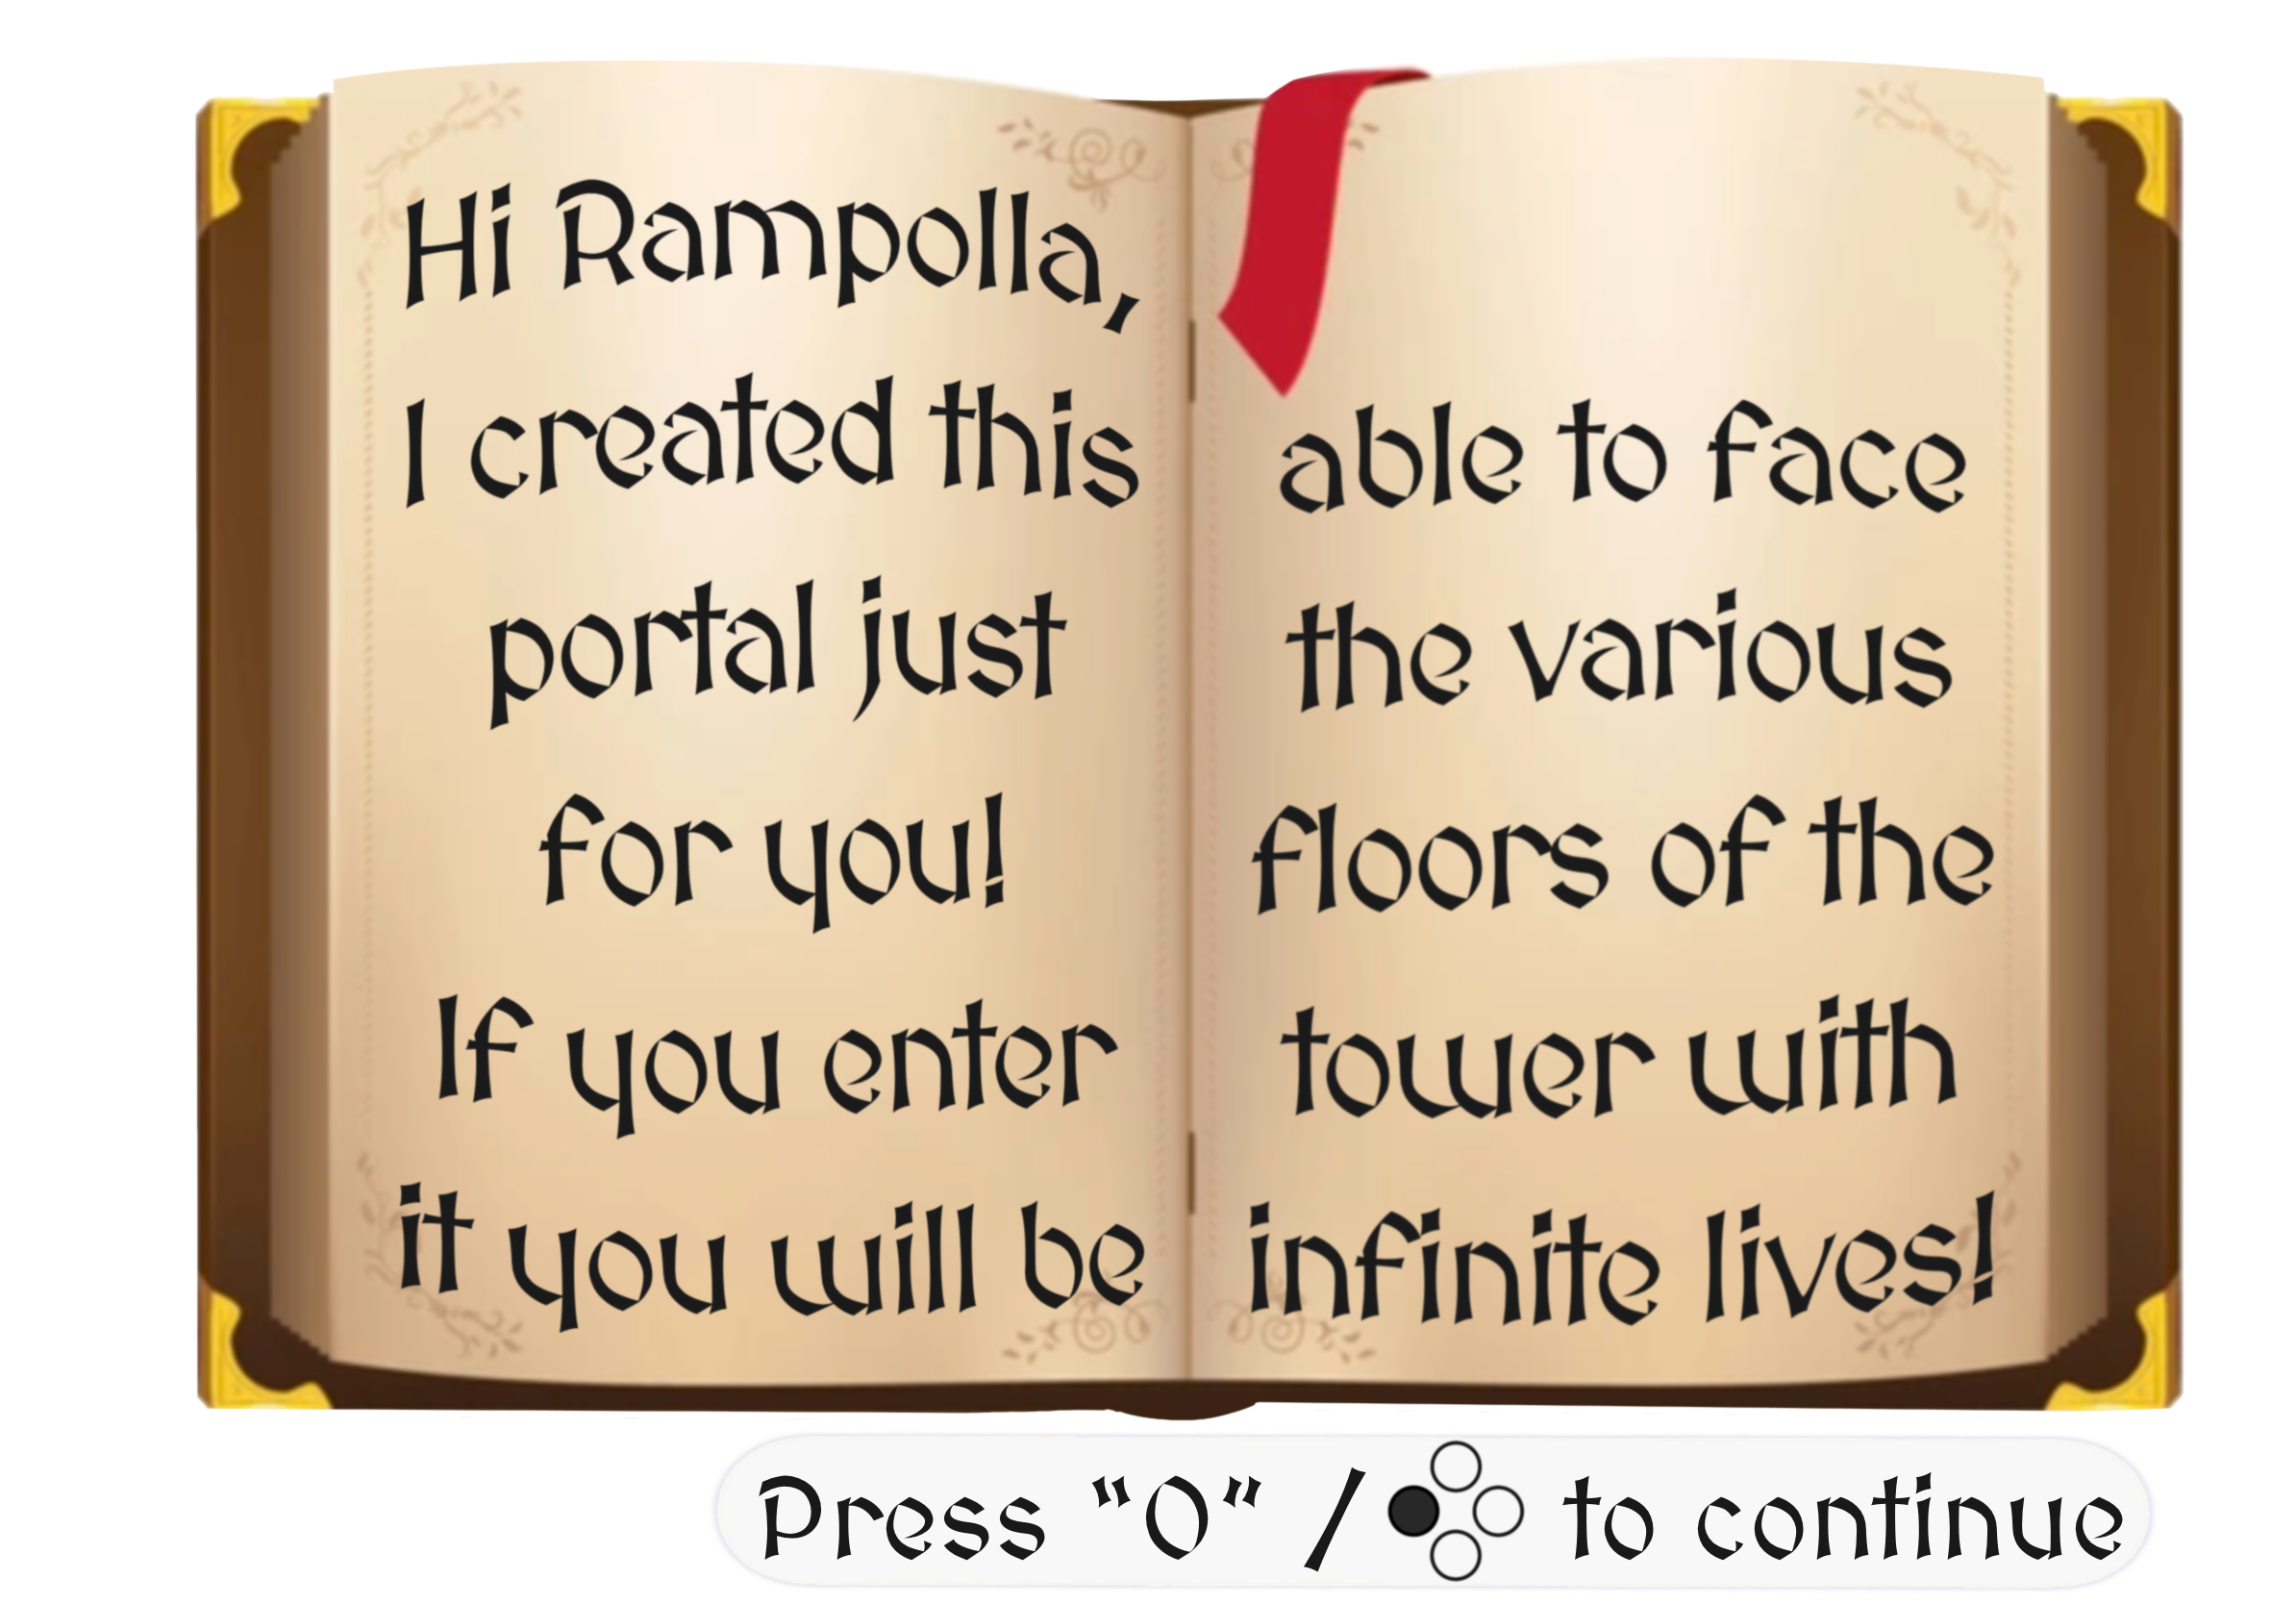 Hi Rampolla,
I created this
portal just
for you!
If you enter
it you will be
able to face
the various
floors of the
tower with
infinite lives!
Press "O" / to continue